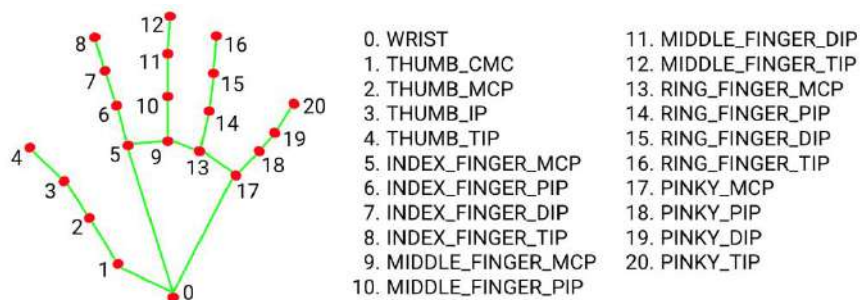 12
8
16
11
7
15
20
10
6
14
19
4
5
9
13
18
3
17
2
1
0
0. WRIST
1. THUMB_CMC
2. THUMB_MCP
3. THUMB_IP
4. THUMB_TIP
5. INDEX_FINGER_MCP
6. INDEX_FINGER_PIP
7. INDEX_FINGER_DIP
8. INDEX_FINGER_TIP
9. MIDDLE_FINGER_MCP
10. MIDDLE_FINGER_PIP
11. MIDDLE_FINGER_DIP
12. MIDDLE_FINGER_TIP
13. RING_FINGER_MCP
14. RING_FINGER_PIP
15. RING_FINGER_DIP
16. RING_FINGER_TIP
17. PINKY_MCP
18. PINKY_PIP
19. PINKY_DIP
20. PINKY_TIP